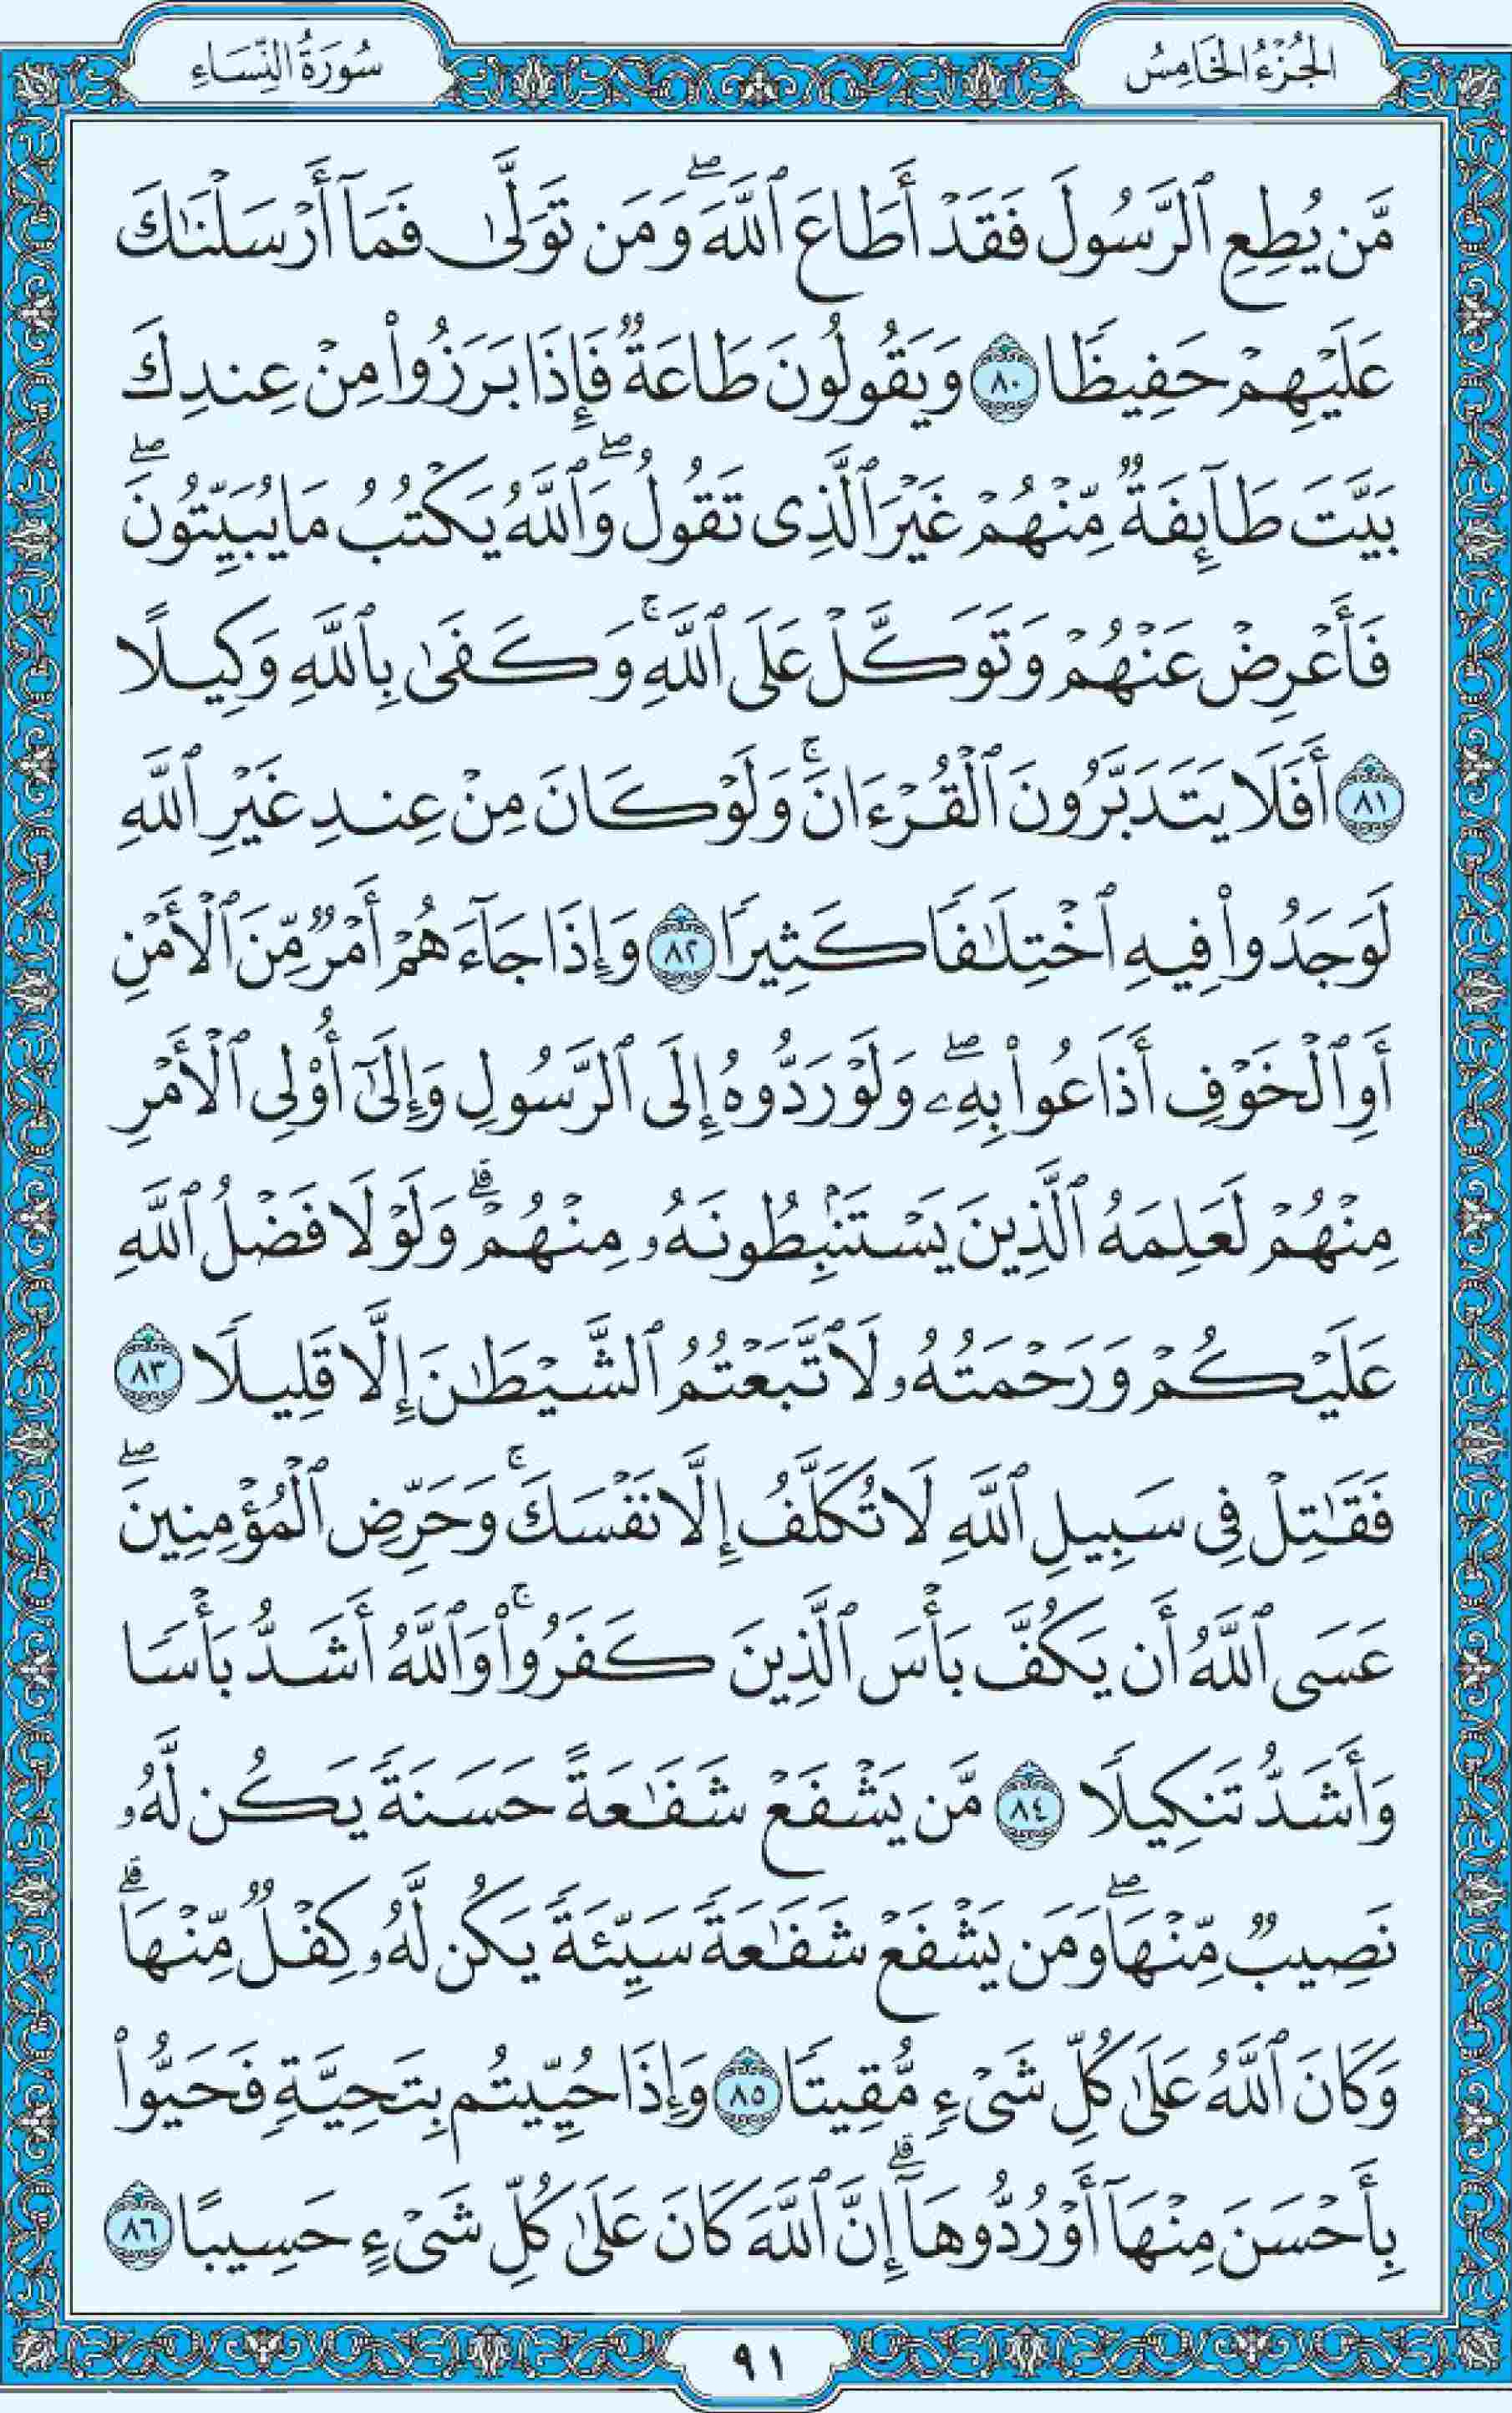 الجُزْءُ الخَامِسُ
سُورَةُ النِّسَاءِ
مَّن يُطِعِ ٱلرَّسُولَ فَقَدْ أَطَاعَ ٱللَّهَۖ وَمَن تَوَلَّىٰ فَمَآ أَرْسَلْنَٰكَ
عَلَيْهِمْ حَفِيظٗا ٨٠ وَيَقُولُونَ طَاعَةٞ فَإِذَا بَرَزُواْ مِنْ عِندِكَ
بَيَّتَ طَآئِفَةٞ مِّنْهُمْ غَيْرَ ٱلَّذِى تَقُولُۖ وَٱللَّهُ يَكْتُبُ مَا يُبَيِّتُونَۖ
فَأَعْرِضْ عَنْهُمْ وَتَوَكَّلْ عَلَى ٱللَّهِۚ وَكَفَىٰ بِٱللَّهِ وَكِيلًا
٨١ أَفَلَا يَتَدَبَّرُونَ ٱلْقُرْءَانَۚ وَلَوْ كَانَ مِنْ عِندِ غَيْرِ ٱللَّهِ
لَوَجَدُواْ فِيهِ ٱخْتِلَٰفٗا كَثِيرٗا ٨٢ وَإِذَا جَآءَهُمْ أَمْرٞ مِّنَ ٱلْأَمْنِ
أَوِ ٱلْخَوْفِ أَذَاعُواْ بِهِۦۖ وَلَوْ رَدُّوهُ إِلَى ٱلرَّسُولِ وَإِلَىٰٓ أُوْلِى ٱلْأَمْرِ
مِنْهُمْ لَعَلِمَهُ ٱلَّذِينَ يَسْتَنۢبِطُونَهُۥ مِنْهُمْۗ وَلَوْلَا فَضْلُ ٱللَّهِ
عَلَيْكُمْ وَرَحْمَتُهُۥ لَٱتَّبَعْتُمُ ٱلشَّيْطَٰنَ إِلَّا قَلِيلٗا ٨٣
فَقَٰتِلْ فِى سَبِيلِ ٱللَّهِ لَا تُكَلَّفُ إِلَّا نَفْسَكَۚ وَحَرِّضِ ٱلْمُؤْمِنِينَۖ
عَسَى ٱللَّهُ أَن يَكُفَّ بَأْسَ ٱلَّذِينَ كَفَرُواْۚ وَٱللَّهُ أَشَدُّ بَأْسٗا
وَأَشَدُّ تَنكِيلٗا ٨٤ مَّن يَشْفَعْ شَفَٰعَةً حَسَنَةٗ يَكُن لَّهُۥ
نَصِيبٞ مِّنْهَاۖ وَمَن يَشْفَعْ شَفَٰعَةٗ سَيِّئَةٗ يَكُن لَّهُۥ كِفْلٞ مِّنْهَاۗ
وَكَانَ ٱللَّهُ عَلَىٰ كُلِّ شَىْءٖ مُّقِيتٗا ٨٥ وَإِذَا حُيِّيتُم بِتَحِيَّةٖ فَحَيُّواْ
بِأَحْسَنَ مِنْهَآ أَوْ رُدُّوهَآۗ إِنَّ ٱللَّهَ كَانَ عَلَىٰ كُلِّ شَىْءٍ حَسِيبًا ٨٦
٩١